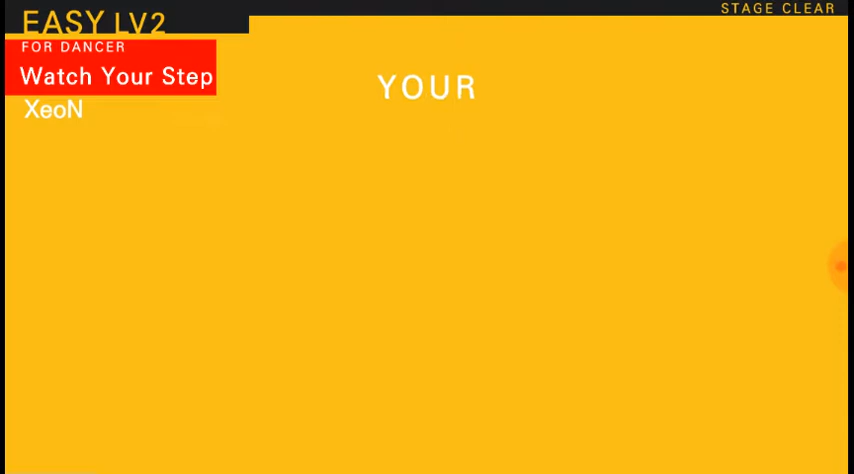 STAGE CLEAR
EASY LV2
FOR DANCER
Watch Your Step
XeoN
YOUR